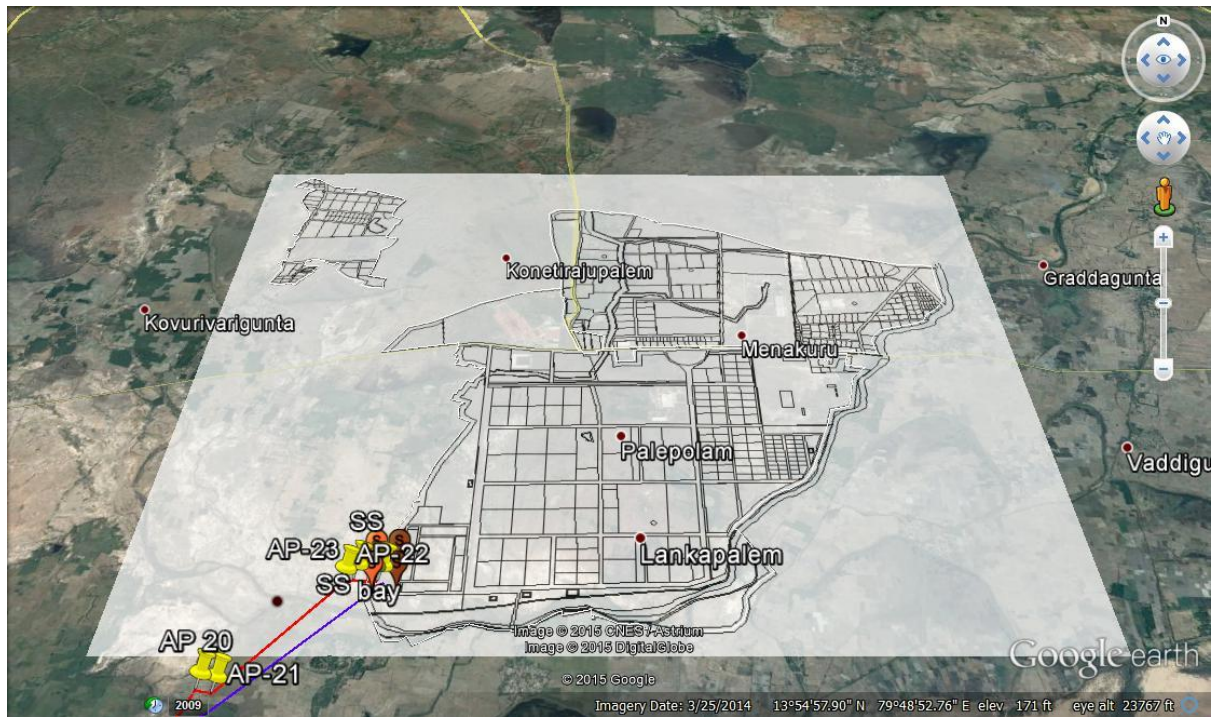 N
Konetirajupalem
Graddagunta
Kovurivarigunta
Menakuru
Palepolam
Vaddigu
SS
S
AP-23
AP-22
Lankapalem
SS
bay
Image © 2015 CNES / Astrium
Image © 2015 DigitalGlobe
AP 20
AP-21
Google earth
© 2015 Google
2009
Imagery Date: 3/25/2014 13°54'57.90" N 79°48'52.76" E elev 171 ft eye alt 23767 ft